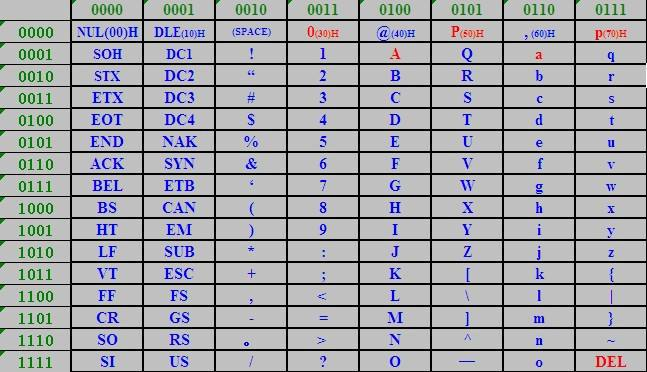 0000 0001 0010 0011 0100 0101 0110 0111
0000 NUL(00)H DLE(10)H (SPACE) 0(30)H @(40)H P(50)H , (60)H p(70)H
0001 SOH DC1 ! 1 A Q a q
0010 STX DC2 “ 2 B R b r
0011 ETX DC3 # 3 C S c s
0100 EOT DC4 $ 4 D T d t
0101 END NAK % 5 E U e u
0110 ACK SYN & 6 F V f v
0111 BEL ETB ‘ 7 G W g w
1000 BS CAN ( 8 H X h x
1001 HT EM ) 9 I Y i y
1010 LF SUB * : J Z j z
1011 VT ESC + ; K [ k {
1100 FF FS , < L \ l |
1101 CR GS - = M ] m }
1110 SO RS 。 > N ^ n ~
1111 SI US / ? O — o DEL